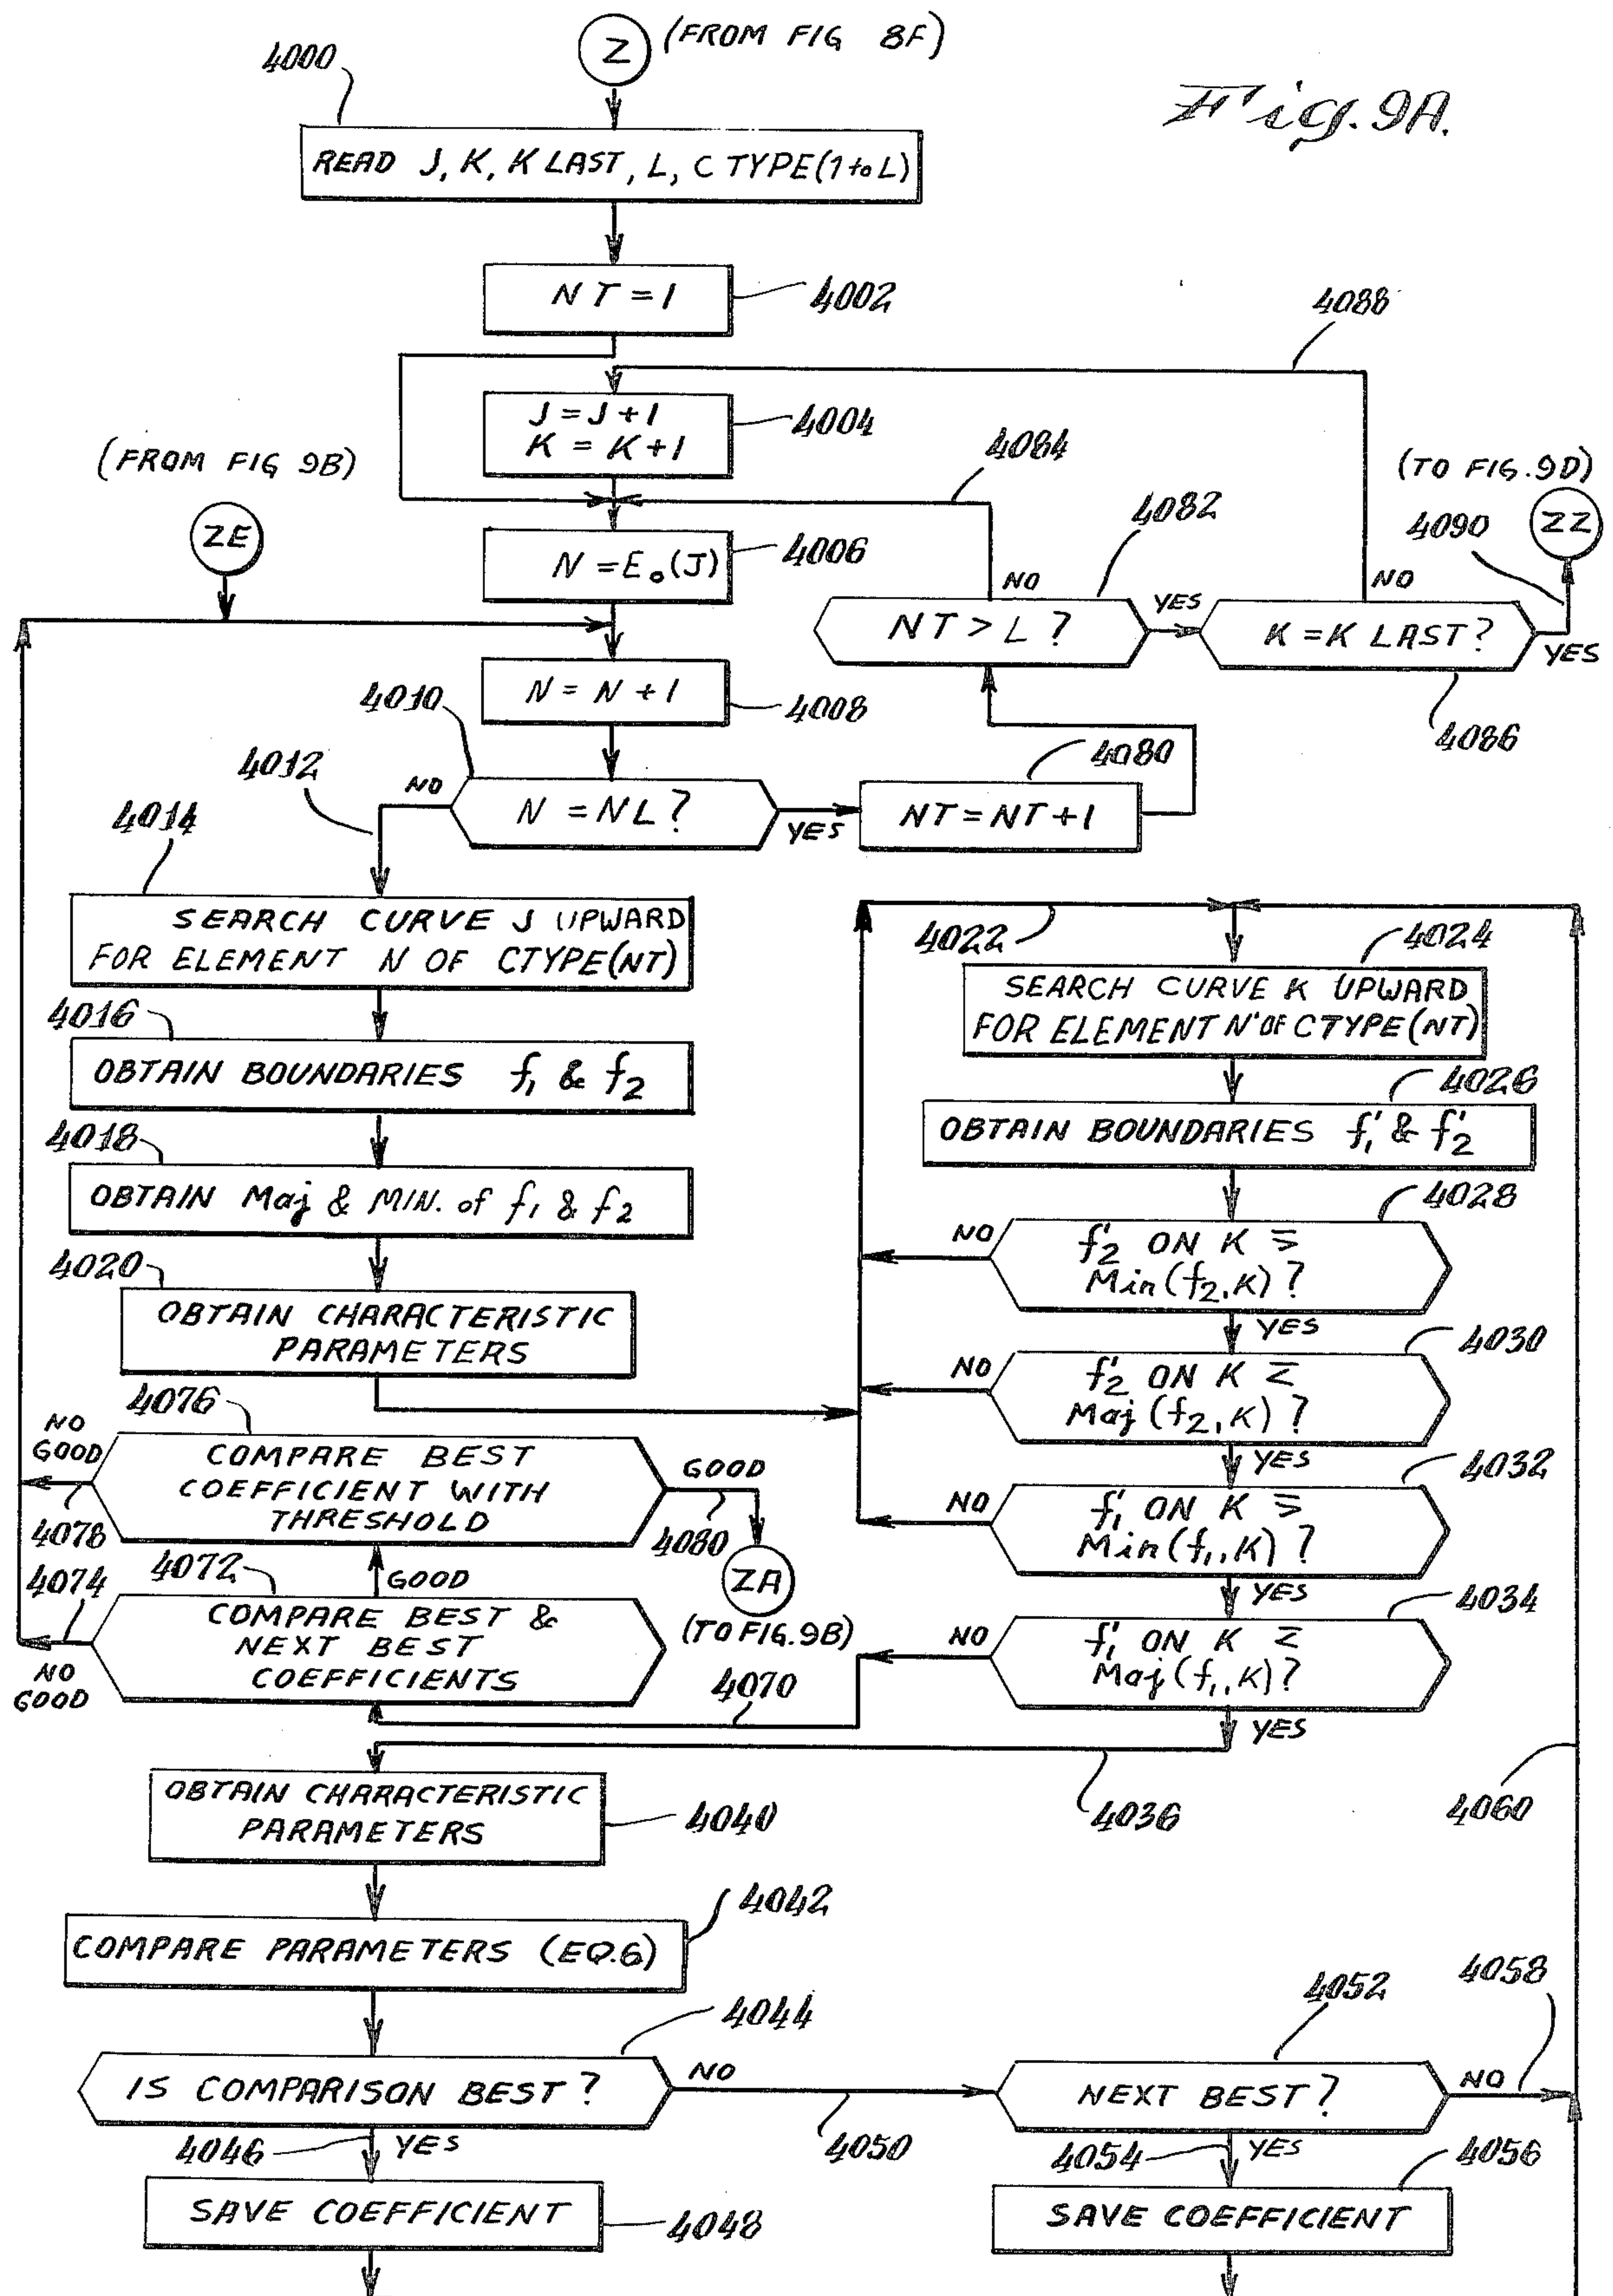 Z (FROM FIG 8F)
Fig. 9A.
4000
READ J, K, K LAST, L, C TYPE(1 to L)
NT = 1
4002
4088
J = J + 1
K = K + 1
4004
4084
(FROM FIG 9B)
ZE
(TO FIG. 9D)
ZZ
4090
4082
N = E₀(J)
4006
NO
NT > L ?
YES
NO
K = K LAST?
YES
4086
N = N + 1
4008
4010
4012
NO
N = NL?
YES
4080
NT = NT + 1
4014
SEARCH CURVE J UPWARD
FOR ELEMENT N OF CTYPE(NT)
4016
OBTAIN BOUNDARIES f₁ & f₂
4018
OBTAIN Maj & MIN. of f₁ & f₂
4020
OBTAIN CHARACTERISTIC
PARAMETERS
4022
4024
SEARCH CURVE K UPWARD
FOR ELEMENT N' OF CTYPE(NT)
4026
OBTAIN BOUNDARIES f₁' & f₂'
4028
NO
f₂' ON K ⋝
Min(f₂,K) ?
YES
4030
NO
f₂' ON K ⋜
Maj(f₂,K) ?
YES
4032
NO
f₁' ON K ⋝
Min(f₁,K) ?
YES
4034
NO
f₁' ON K ⋜
Maj(f₁,K)?
YES
4036
4076
NO
GOOD
COMPARE BEST
COEFFICIENT WITH
THRESHOLD
GOOD
4078
4080
ZA
(TO FIG. 9B)
4072
GOOD
4074
COMPARE BEST &
NEXT BEST
COEFFICIENTS
NO
GOOD
4070
OBTAIN CHARACTERISTIC
PARAMETERS
4040
4060
4042
COMPARE PARAMETERS (EQ.6)
4044
IS COMPARISON BEST?
NO
4050
4052
NEXT BEST?
NO
4058
4046
YES
SAVE COEFFICIENT
4048
4054
YES
4056
SAVE COEFFICIENT